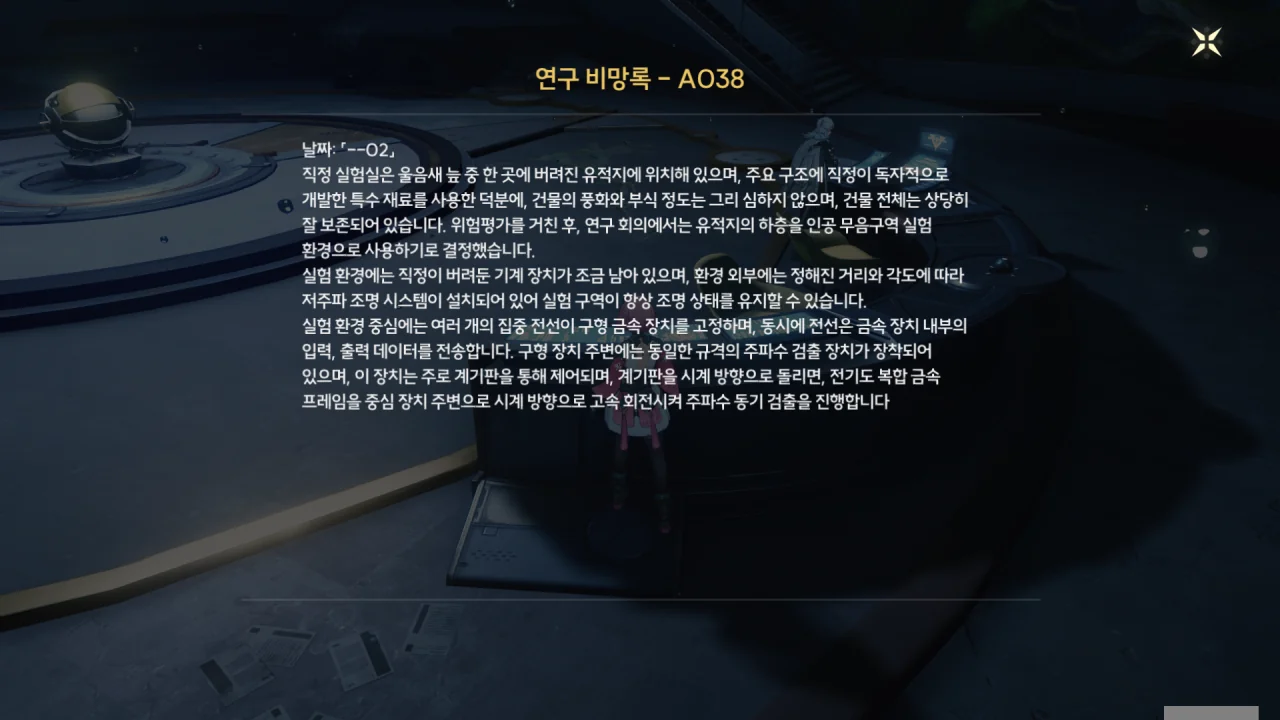 연구 비망록 - A038
날짜: 「--02」
직정 실험실은 울음새 늪 중 한 곳에 버려진 유적지에 위치해 있으며, 주요 구조에 직정이 독자적으로
개발한 특수 재료를 사용한 덕분에, 건물의 풍화와 부식 정도는 그리 심하지 않으며, 건물 전체는 상당히
잘 보존되어 있습니다. 위험평가를 거친 후, 연구 회의에서는 유적지의 하층을 인공 무음구역 실험
환경으로 사용하기로 결정했습니다.
실험 환경에는 직정이 버려둔 기계 장치가 조금 남아 있으며, 환경 외부에는 정해진 거리와 각도에 따라
저주파 조명 시스템이 설치되어 있어 실험 구역이 항상 조명 상태를 유지할 수 있습니다.
실험 환경 중심에는 여러 개의 집중 전선이 구형 금속 장치를 고정하며, 동시에 전선은 금속 장치 내부의
입력, 출력 데이터를 전송합니다. 구형 장치 주변에는 동일한 규격의 주파수 검출 장치가 장착되어
있으며, 이 장치는 주로 계기판을 통해 제어되며, 계기판을 시계 방향으로 돌리면, 전기도 복합 금속
프레임을 중심 장치 주변으로 시계 방향으로 고속 회전시켜 주파수 동기 검출을 진행합니다